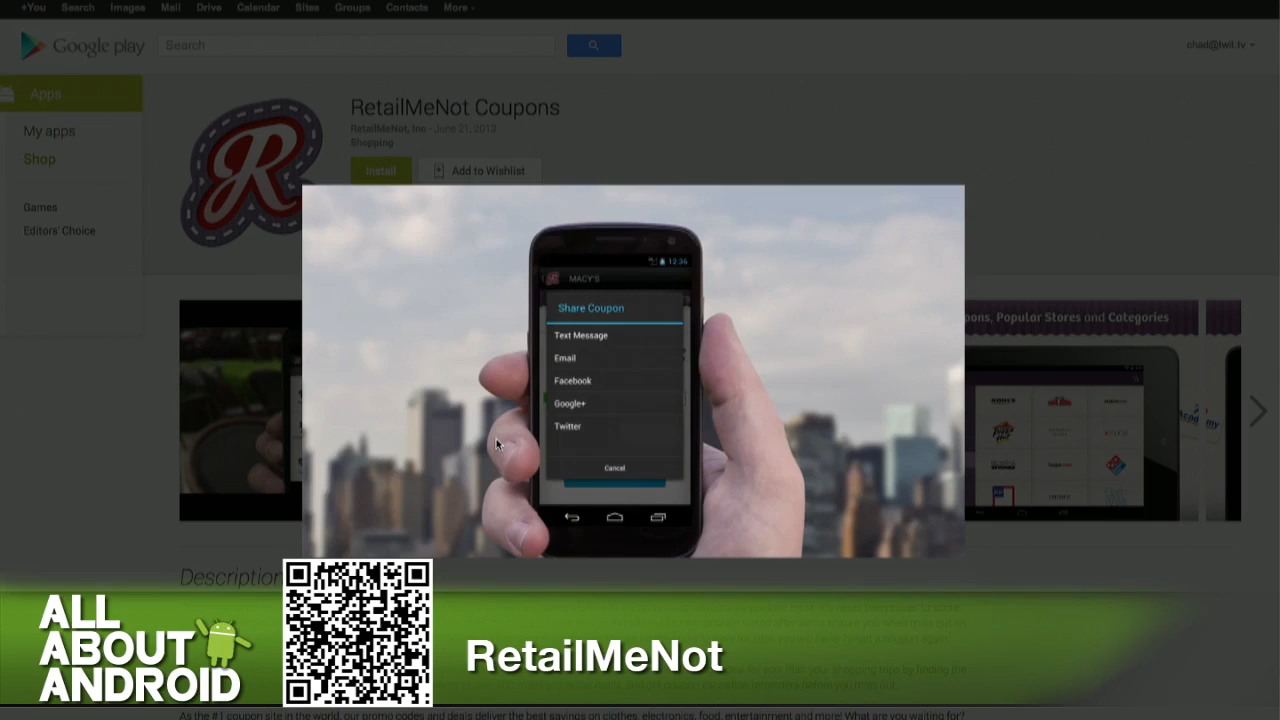 +You Search Images Mail Drive Calendar Sites Groups Contacts More
Google play
Search
chad@twit.tv
Apps
My apps
Shop
Games
Editors' Choice
RetailMeNot Coupons
RetailMeNot, Inc - June 21, 2013
Shopping
Install
Add to Wishlist
12:36
MACY'S
Share Coupon
Text Message
Email
Facebook
Google+
Twitter
Cancel
pons, Popular Stores and Categories
KOHL'S
Academy
Description
ALL
ABOUT
ANDROID
RetailMeNot
As the #1 coupon site in the world, our promo codes and deals deliver the best savings on clothes, electronics, food, entertainment and more! What are you waiting for?